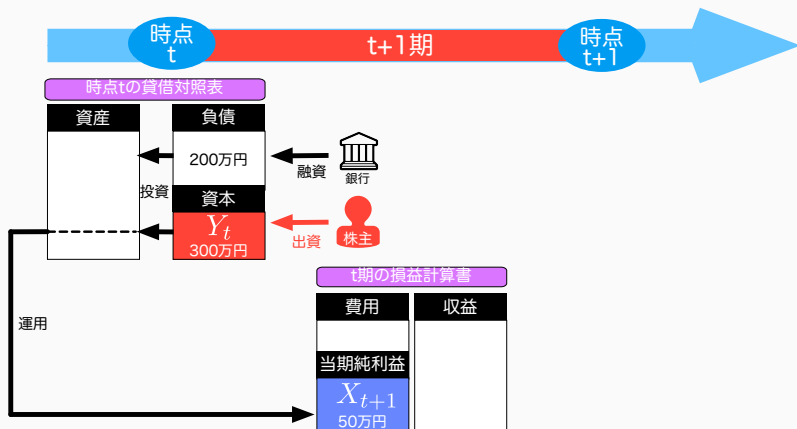 時点
t
t+1期
時点
t+1
時点tの貸借対照表
資産
負債
200万円
融資
銀行
投資
資本
Y_t
300万円
出資
株主
t期の損益計算書
費用
収益
運用
当期純利益
X_{t+1}
50万円